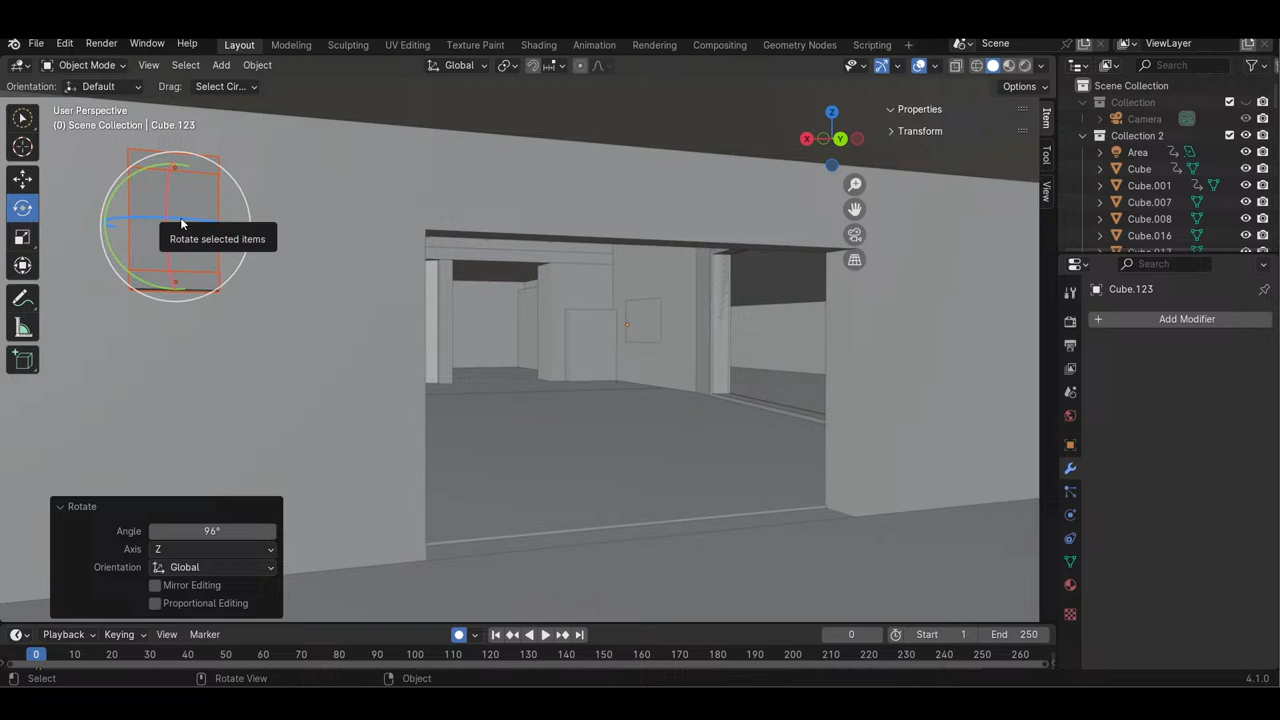 File Edit Render Window Help Layout Modeling Sculpting UV Editing Texture Paint Shading Animation Rendering Compositing Geometry Nodes Scripting + Scene ViewLayer
Object Mode View Select Add Object Global Search
Orientation: Default Drag: Select Cir... Options
User Perspective
(0) Scene Collection | Cube.123
Properties
Transform
Item
Tool
View
Z
X
Y
Rotate selected items
Rotate
Angle 96°
Axis Z
Orientation Global
Mirror Editing
Proportional Editing
Scene Collection
Collection
Camera
Collection 2
Area
Cube
Cube.001
Cube.007
Cube.008
Cube.016
Search
Cube.123
+ Add Modifier
Playback Keying View Marker 0 Start 1 End 250
0 10 20 30 40 50 60 70 80 90 100 110 120 130 140 150 160 170 180 190 200 210 220 230 240 250 260
Select Rotate View Object 4.1.0